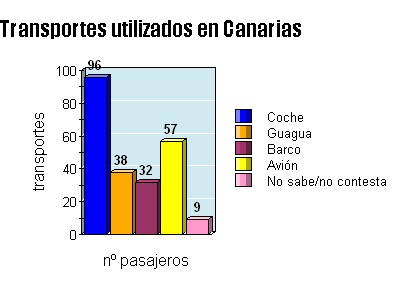 Transportes utilizados en Canarias
96
100
80
60
40
20
0
38
32
57
9
transportes
nº pasajeros
Coche
Guagua
Barco
Avión
No sabe/no contesta